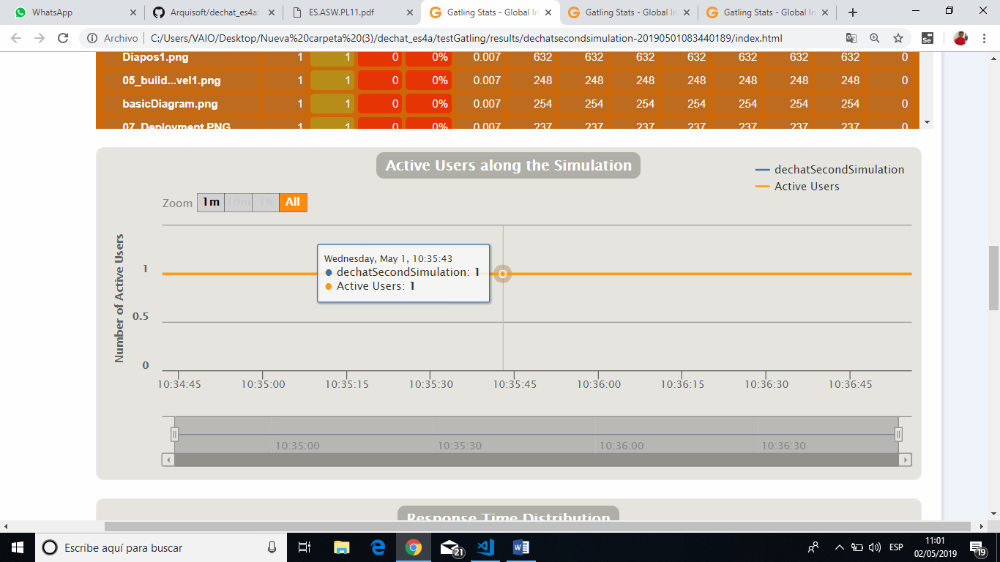 WhatsApp
Arquisoft/dechat_es4a:
ES.ASW.PL11.pdf
Gatling Stats - Global In
Gatling Stats - Global In
Gatling Stats - Global In
Archivo
C:/Users/VAIO/Desktop/Nueva%20carpeta%20(3)/dechat_es4a/testGatling/results/dechatsecondsimulation-20190501083440189/index.html
Se
Diapos1.png 1 1 0 0% 0.007 632 632 632 632 632 632 632 0
05_build...vel1.png 1 1 0 0% 0.007 248 248 248 248 248 248 248 0
basicDiagram.png 1 1 0 0% 0.007 254 254 254 254 254 254 254 0
07_Deployment.PNG 1 1 0 0% 0.007 237 237 237 237 237 237 237 0
Active Users along the Simulation
dechatSecondSimulation
Active Users
Zoom 1m 10m 1h All
Number of Active Users
1
0.5
0
Wednesday, May 1, 10:35:43
dechatSecondSimulation: 1
Active Users: 1
10:34:45 10:35:00 10:35:15 10:35:30 10:35:45 10:36:00 10:36:15 10:36:30 10:36:45
10:35:00 10:35:30 10:36:00 10:36:30
Response Time Distribution
Escribe aquí para buscar
21
ESP
11:01
02/05/2019
19